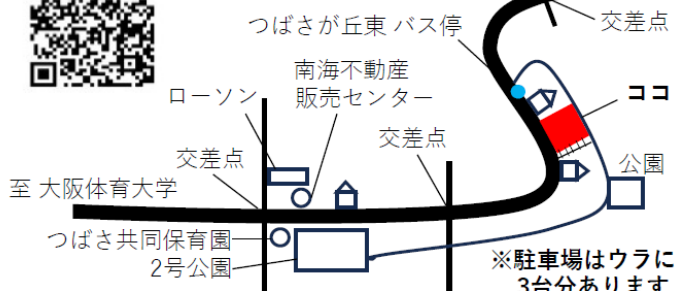 つばさが丘東 バス停
交差点
南海不動産
販売センター
ローソン
ココ
交差点
交差点
公園
至 大阪体育大学
つばさ共同保育園
2号公園
※駐車場はウラに
3台分あります